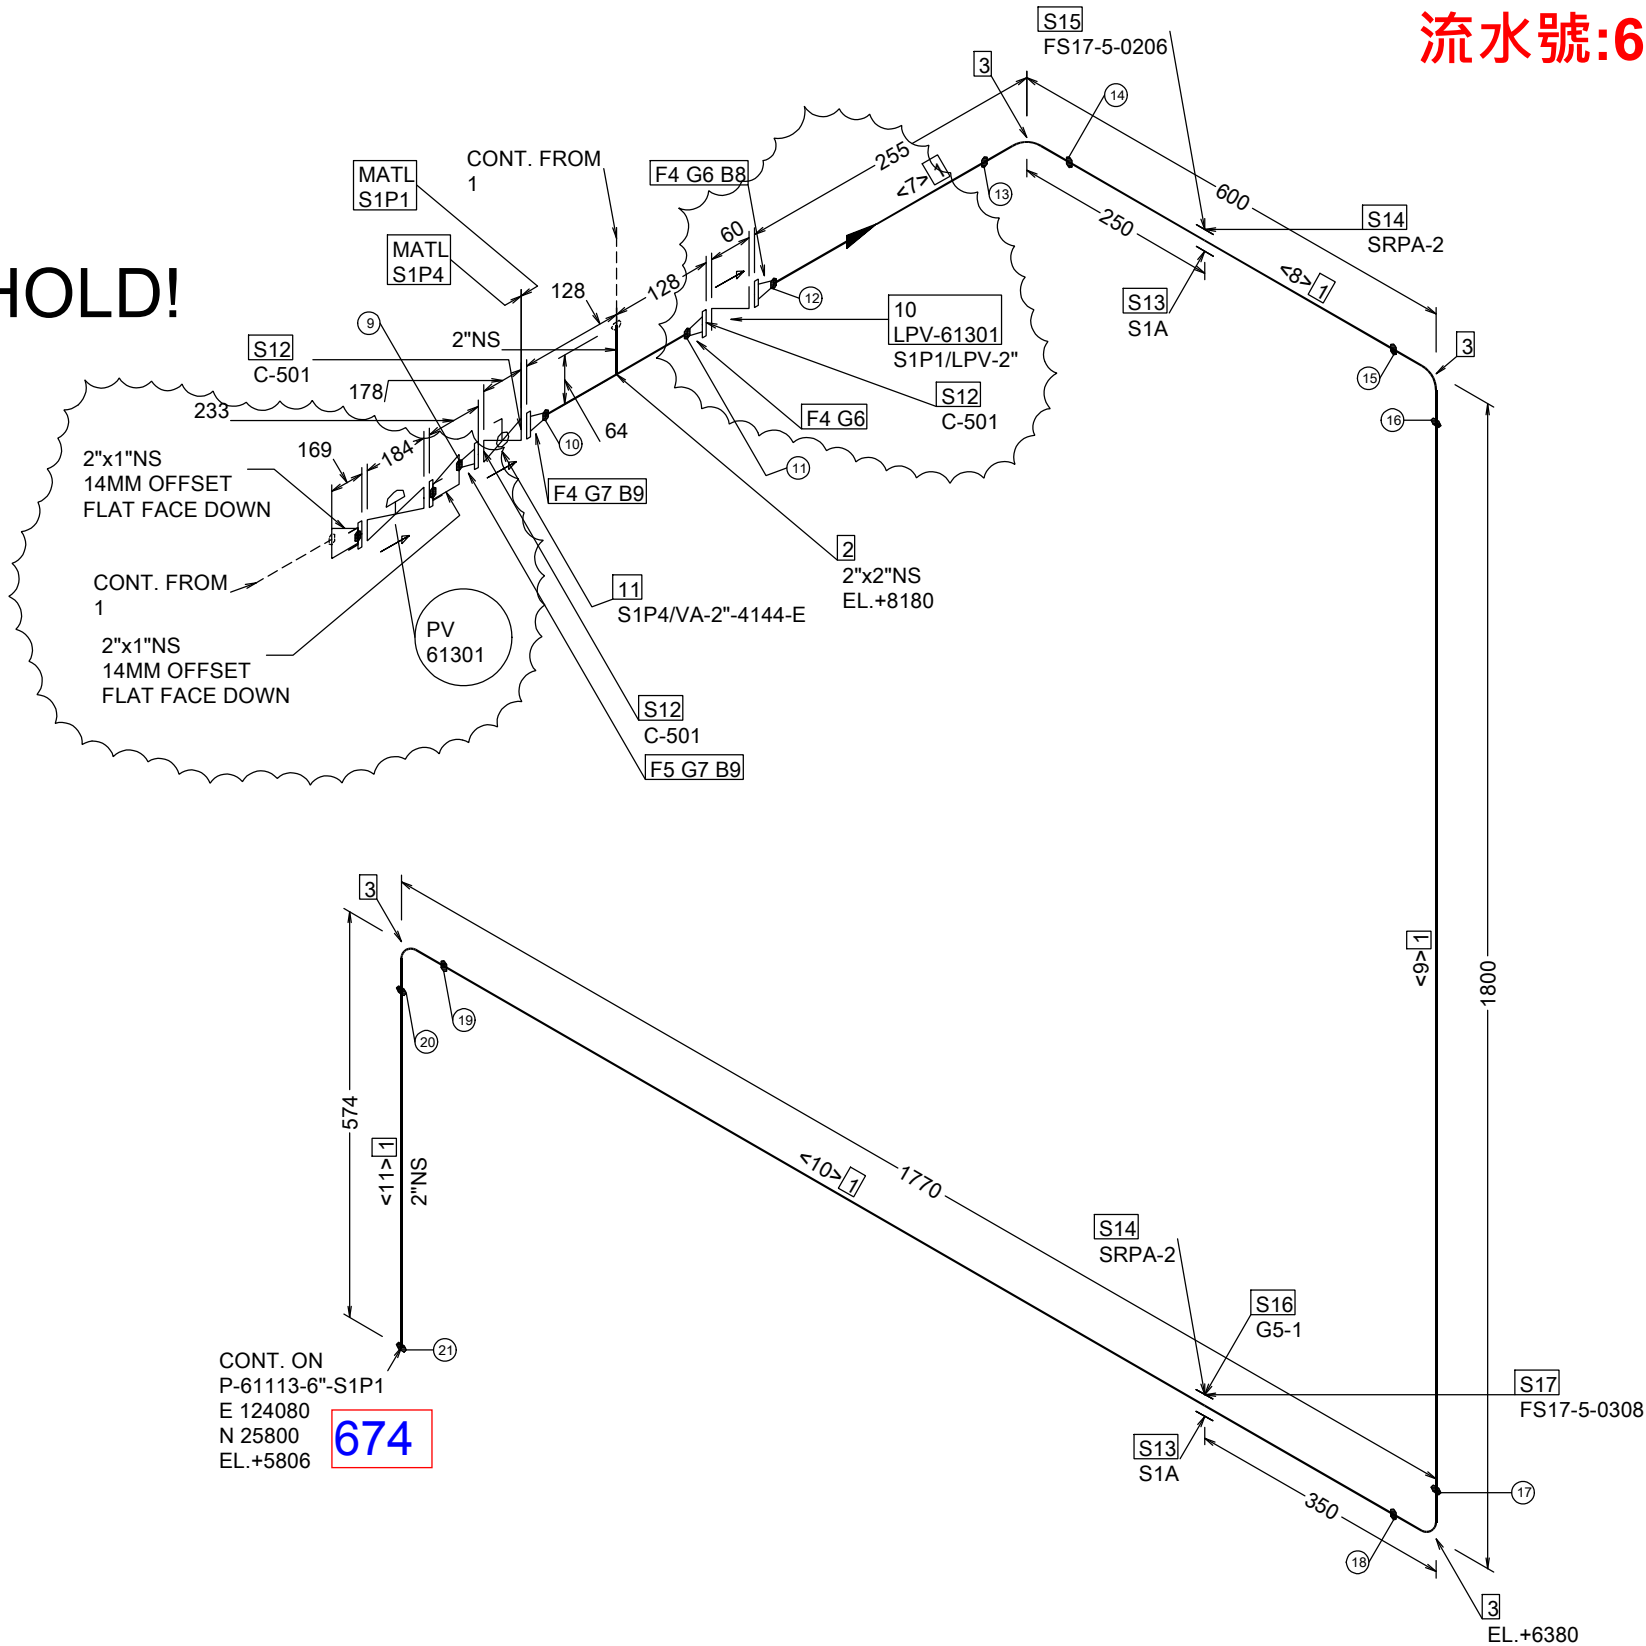 流水號:6
S15
FS17-5-0206
3
14
CONT. FROM
1
MATL
S1P1
F4 G6 B8
255
<7> 1
13
600
250
S14
SRPA-2
MATL
S1P4
60
128
128
<8> 1
S13
S1A
HOLD!
12
10
LPV-61301
S1P1/LPV-2"
9
2"NS
S12
C-501
3
178
15
S12
C-501
233
64
F4 G6
16
10
11
169
184
2"x1"NS
14MM OFFSET
FLAT FACE DOWN
F4 G7 B9
2
2"x2"NS
EL.+8180
CONT. FROM
1
11
S1P4/VA-2"-4144-E
2"x1"NS
14MM OFFSET
FLAT FACE DOWN
PV
61301
S12
C-501
F5 G7 B9
3
<9> 1
1800
19
20
574
<11> 1
2"NS
<10> 1
1770
S14
SRPA-2
S16
G5-1
21
CONT. ON
P-61113-6"-S1P1
E 124080
N 25800
EL.+5806
674
S17
FS17-5-0308
S13
S1A
350
17
18
3
EL.+6380